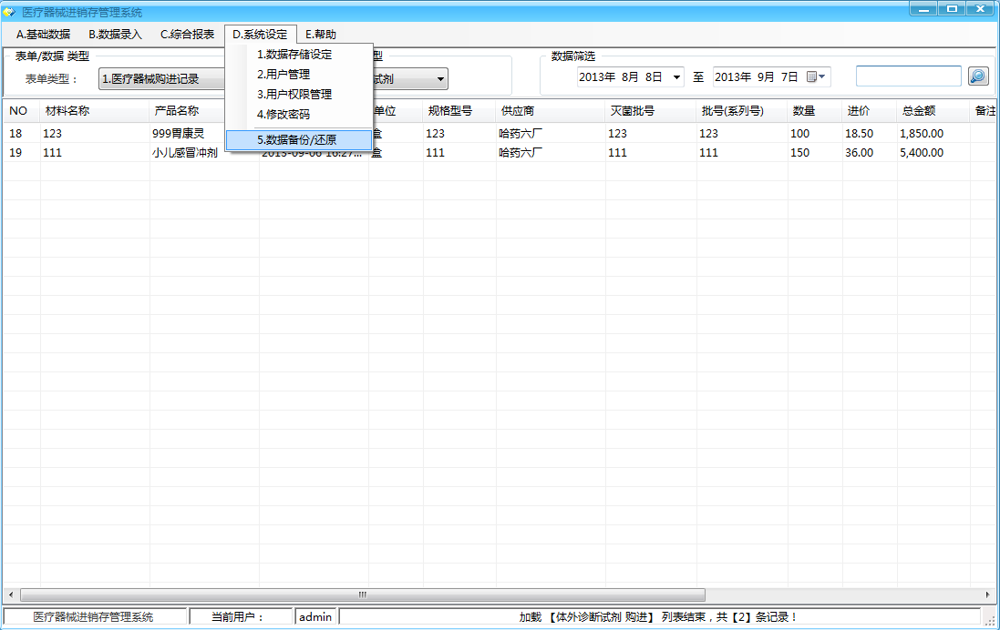 医疗器械进销存管理系统
A.基础数据 B.数据录入 C.综合报表 D.系统设定 E.帮助
1.数据存储设定
2.用户管理
3.用户权限管理
4.修改密码
5.数据备份/还原
表单/数据 类型 型 数据筛选
表单类型： 1.医疗器械购进记录 试剂 2013年 8月 8日 至 2013年 9月 7日
NO 材料名称 产品名称 单位 规格型号 供应商 灭菌批号 批号(系列号) 数量 进价 总金额 备注
18 123 999胃康灵 盒 123 哈药六厂 123 123 100 18.50 1,850.00
19 111 小儿感冒冲剂 2013-09-06 16:27... 盒 111 哈药六厂 111 111 150 36.00 5,400.00
医疗器械进销存管理系统 当前用户： admin 加载 【体外诊断试剂 购进】 列表结束，共【2】条记录！